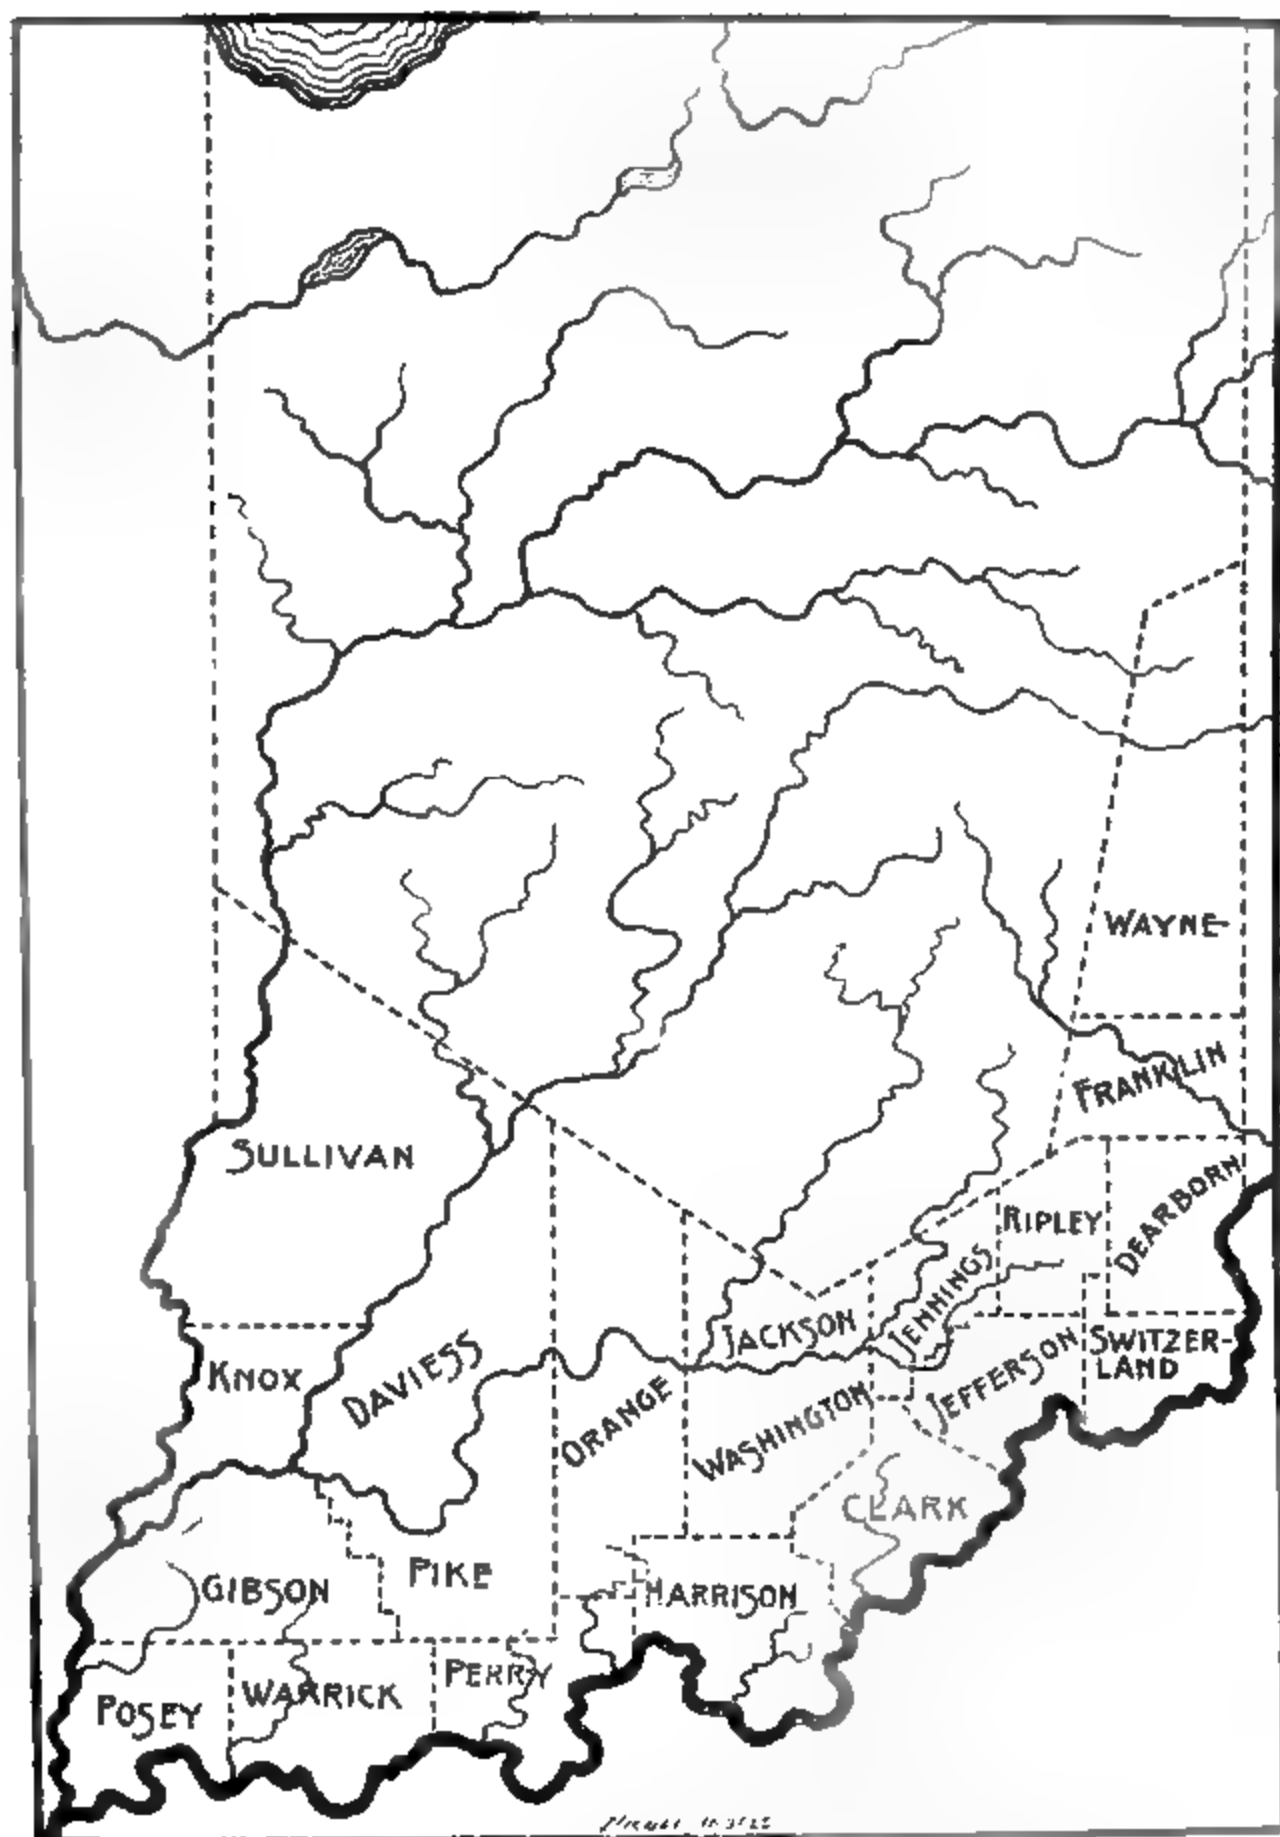 WAYNE
FRANKLIN
SULLIVAN
RIPLEY
DEARBORN
JENNINGS
JACKSON
SWITZER-
LAND
KNOX
DAVIESS
JEFFERSON
ORANGE
WASHINGTON
CLARK
PIKE
GIBSON
HARRISON
PERRY
WARRICK
POSEY